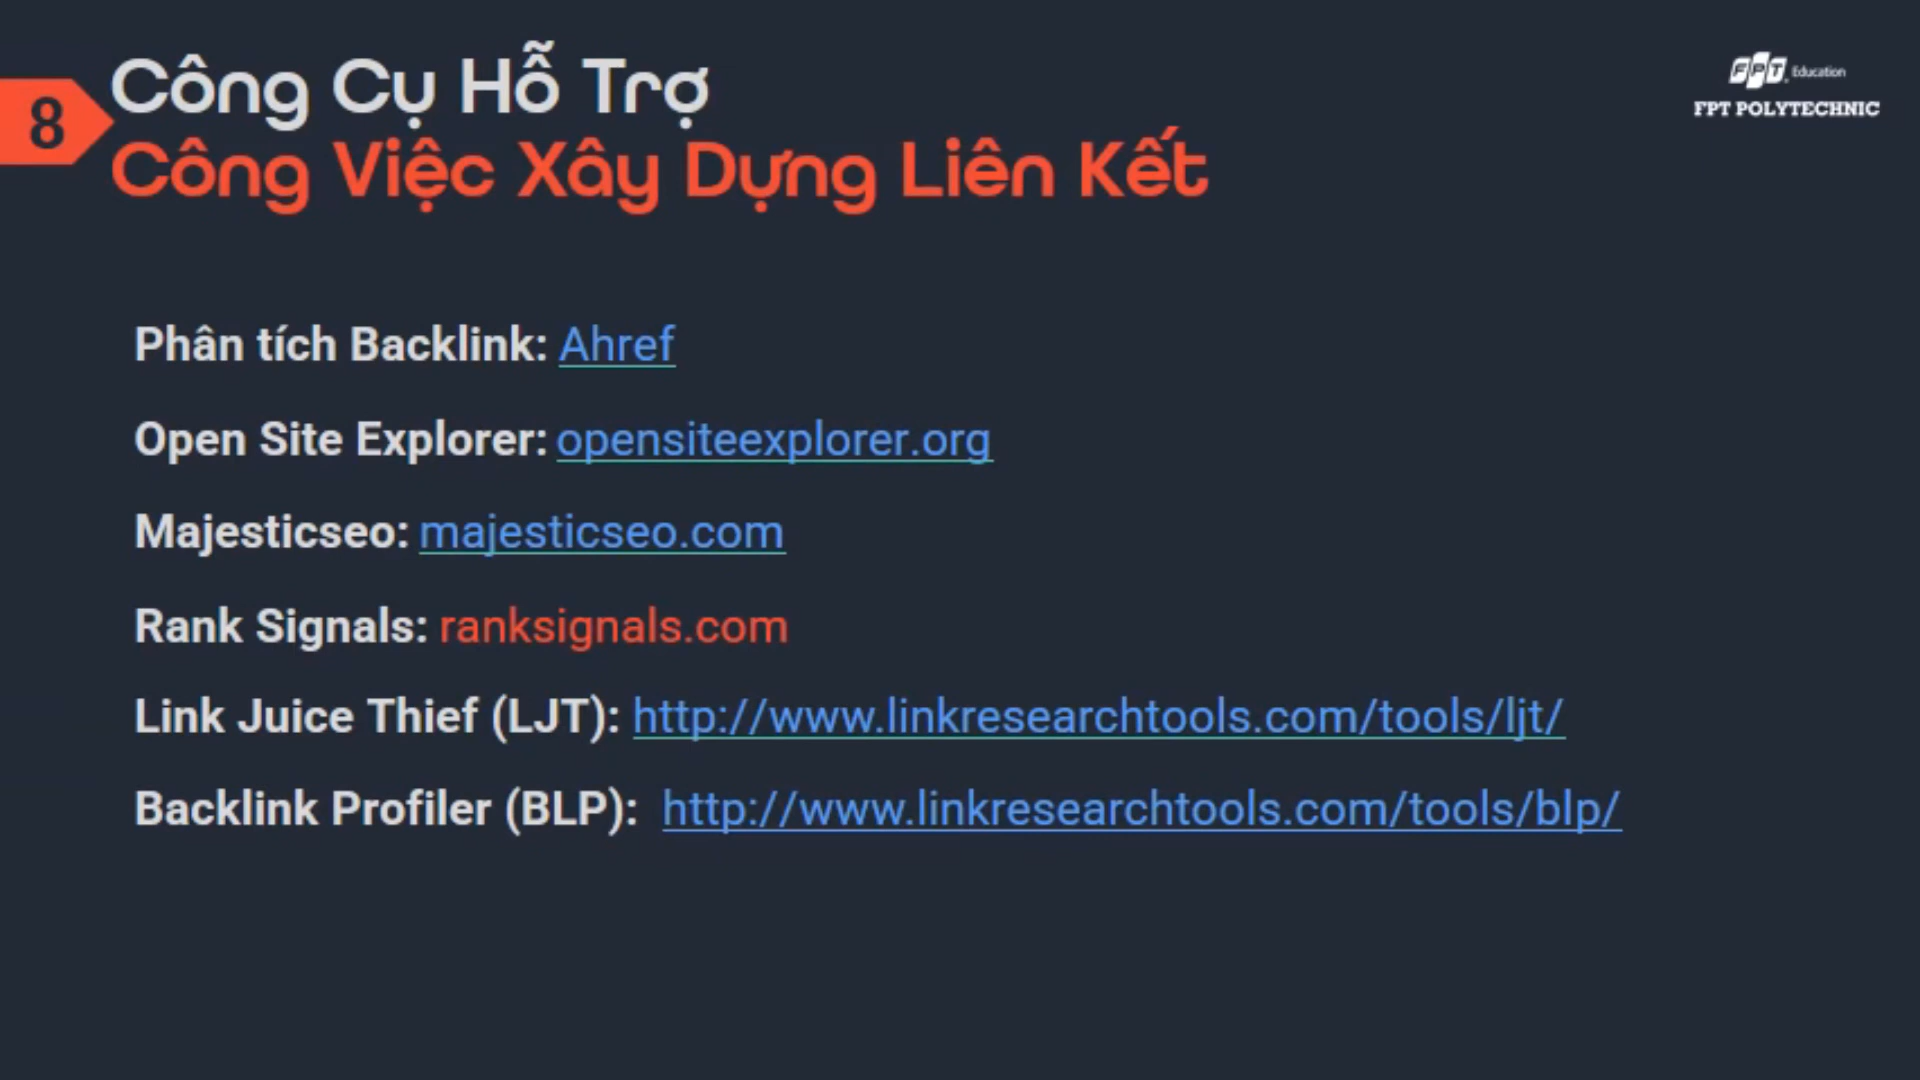 8
Công Cụ Hỗ Trợ
Công Việc Xây Dựng Liên Kết
FPT Education
FPT POLYTECHNIC
Phân tích Backlink: Ahref
Open Site Explorer: opensiteexplorer.org
Majesticseo: majesticseo.com
Rank Signals: ranksignals.com
Link Juice Thief (LJT): http://www.linkresearchtools.com/tools/ljt/
Backlink Profiler (BLP): http://www.linkresearchtools.com/tools/blp/